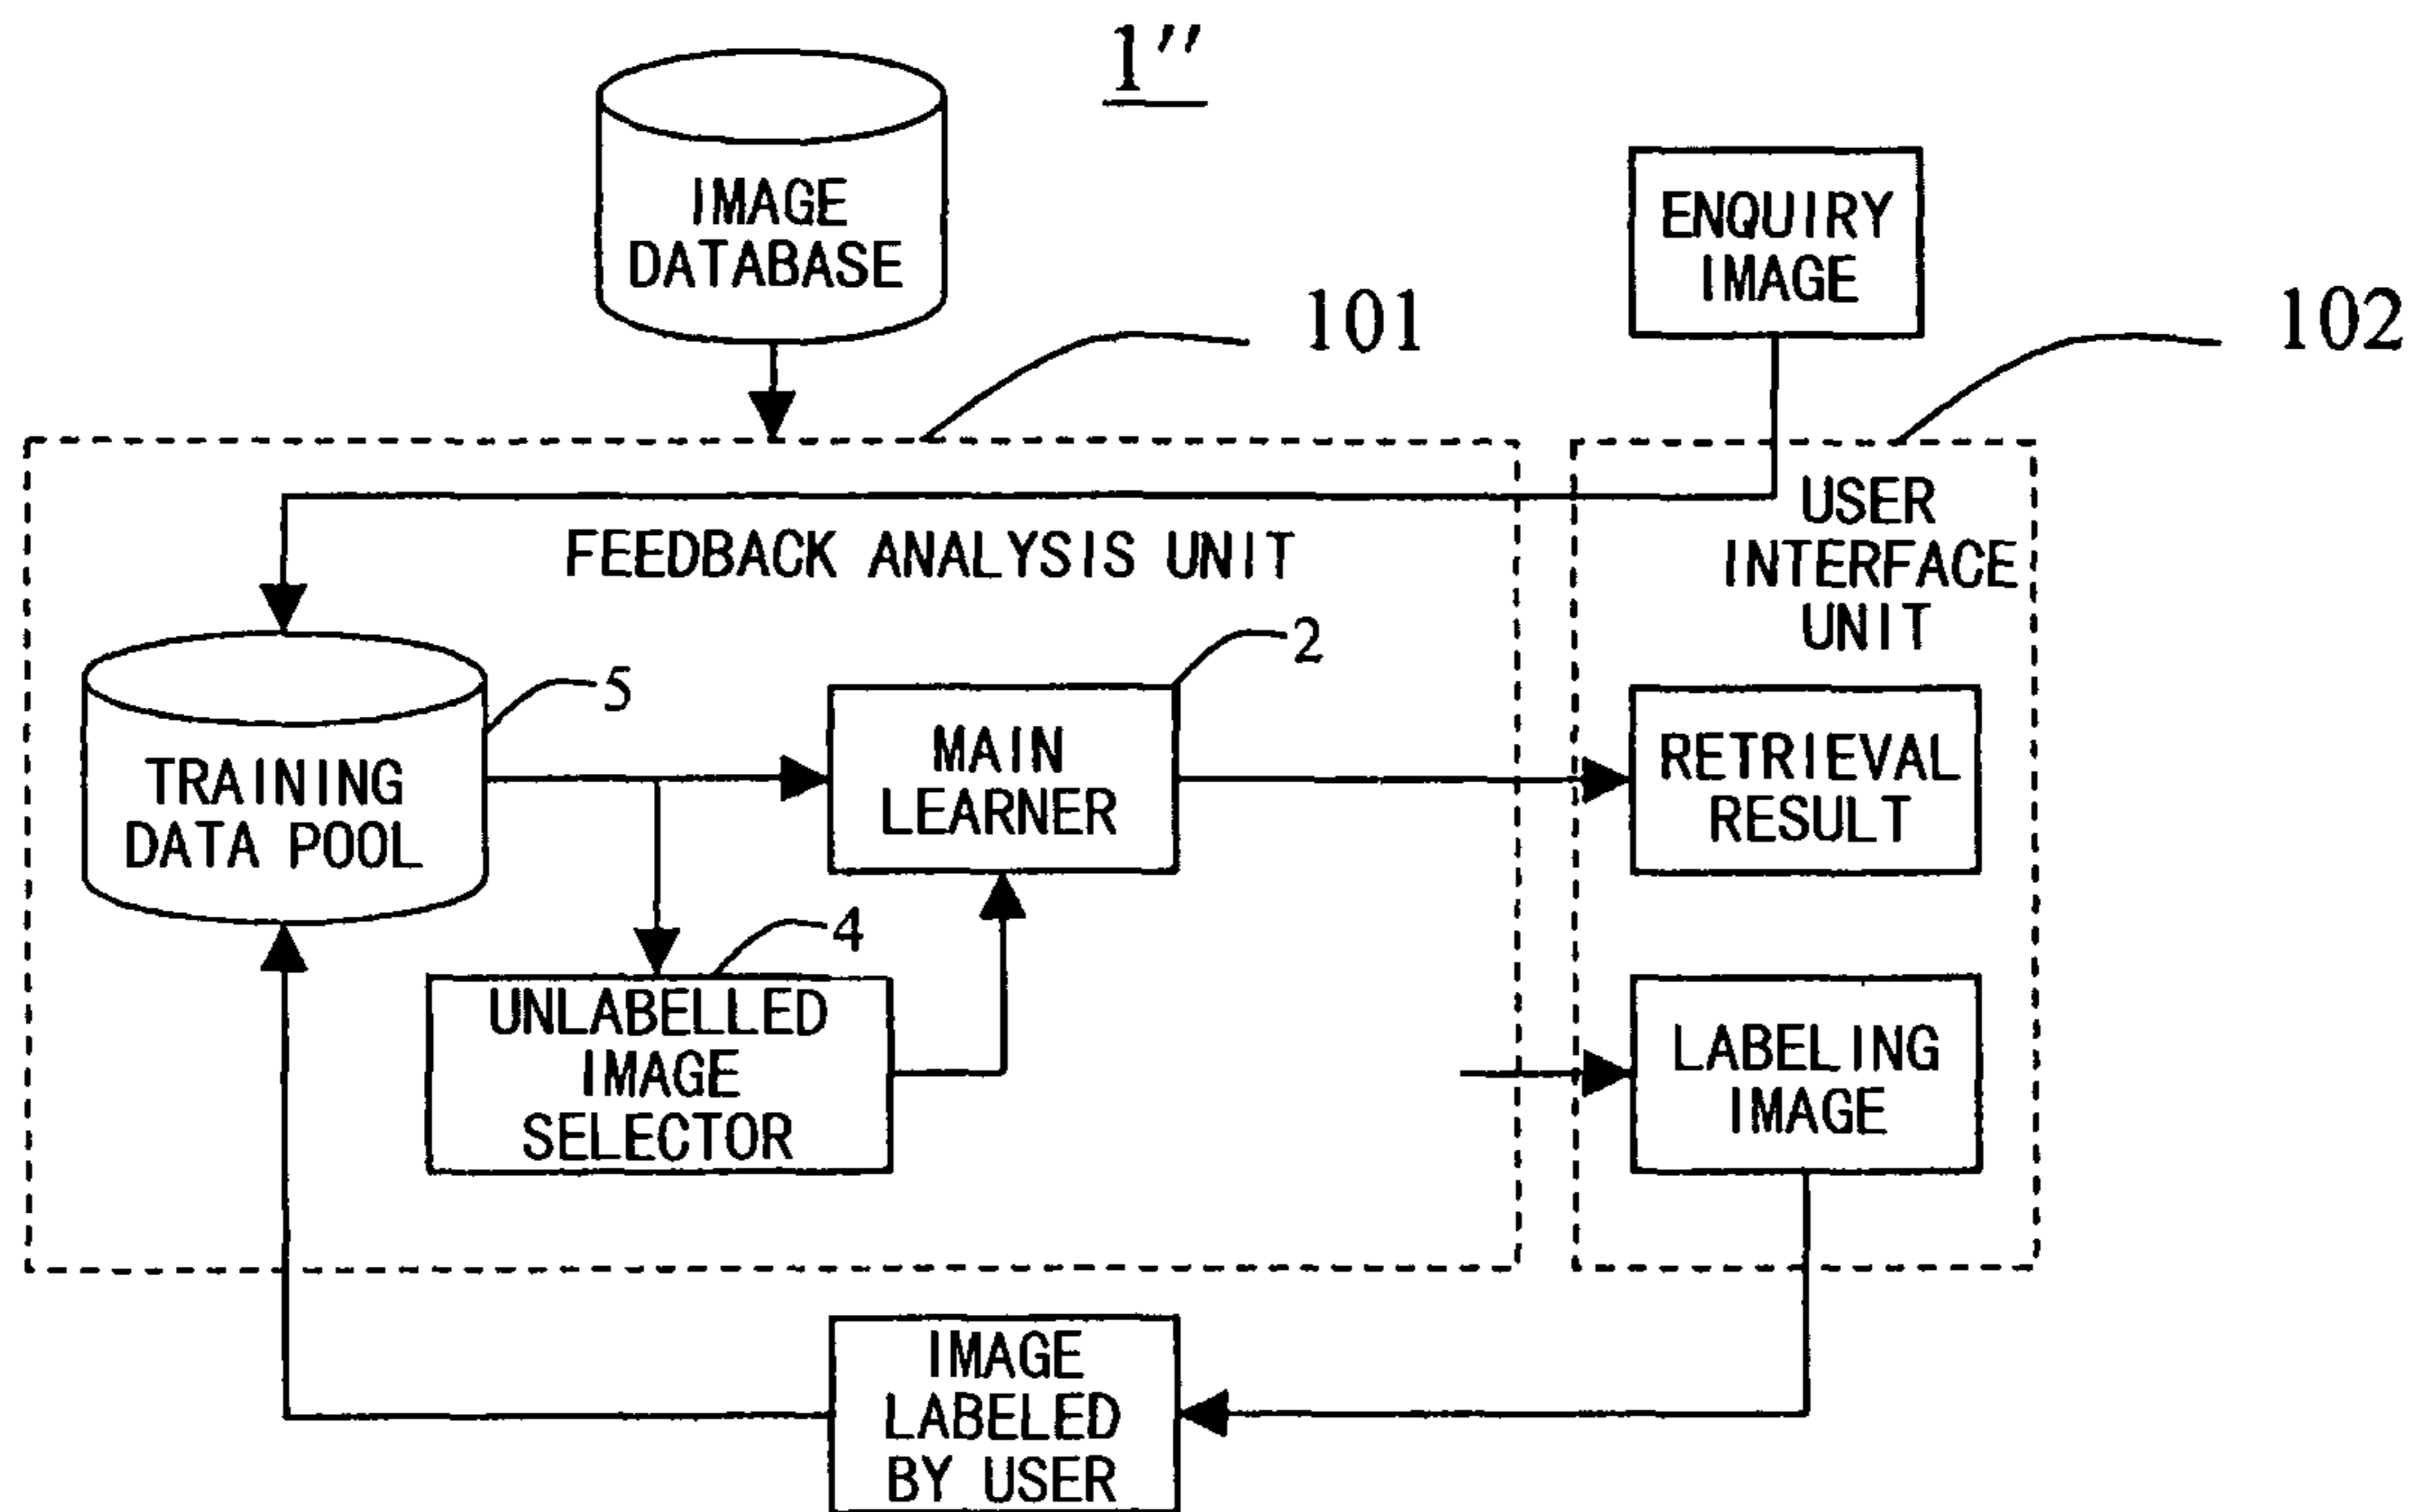 1″
IMAGE
DATABASE
ENQUIRY
IMAGE
101
102
FEEDBACK ANALYSIS UNIT
USER
INTERFACE
UNIT
5
2
TRAINING
DATA POOL
MAIN
LEARNER
RETRIEVAL
RESULT
4
UNLABELLED
IMAGE
SELECTOR
LABELING
IMAGE
IMAGE
LABELED
BY USER